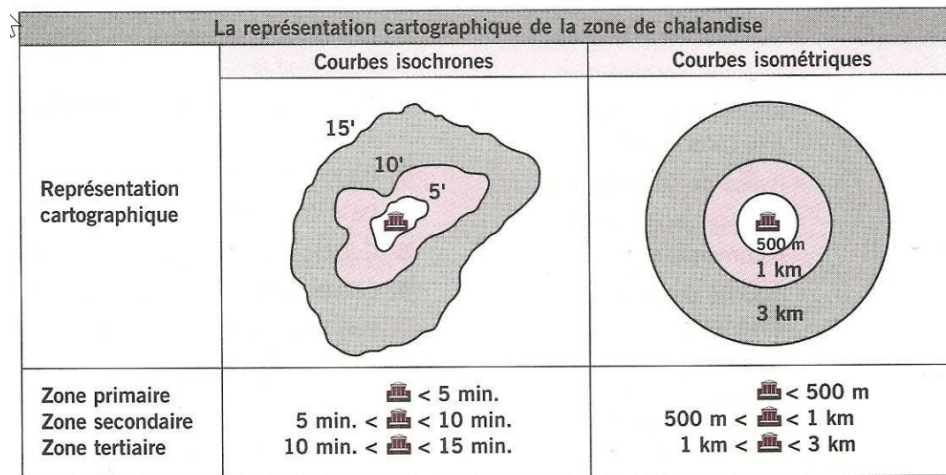 La représentation cartographique de la zone de chalandise
Courbes isochrones
Courbes isométriques
Représentation
cartographique
15'
10'
5'
500 m
1 km
3 km
Zone primaire
< 5 min.
< 500 m
Zone secondaire
5 min. < < 10 min.
500 m < < 1 km
Zone tertiaire
10 min. < < 15 min.
1 km < < 3 km